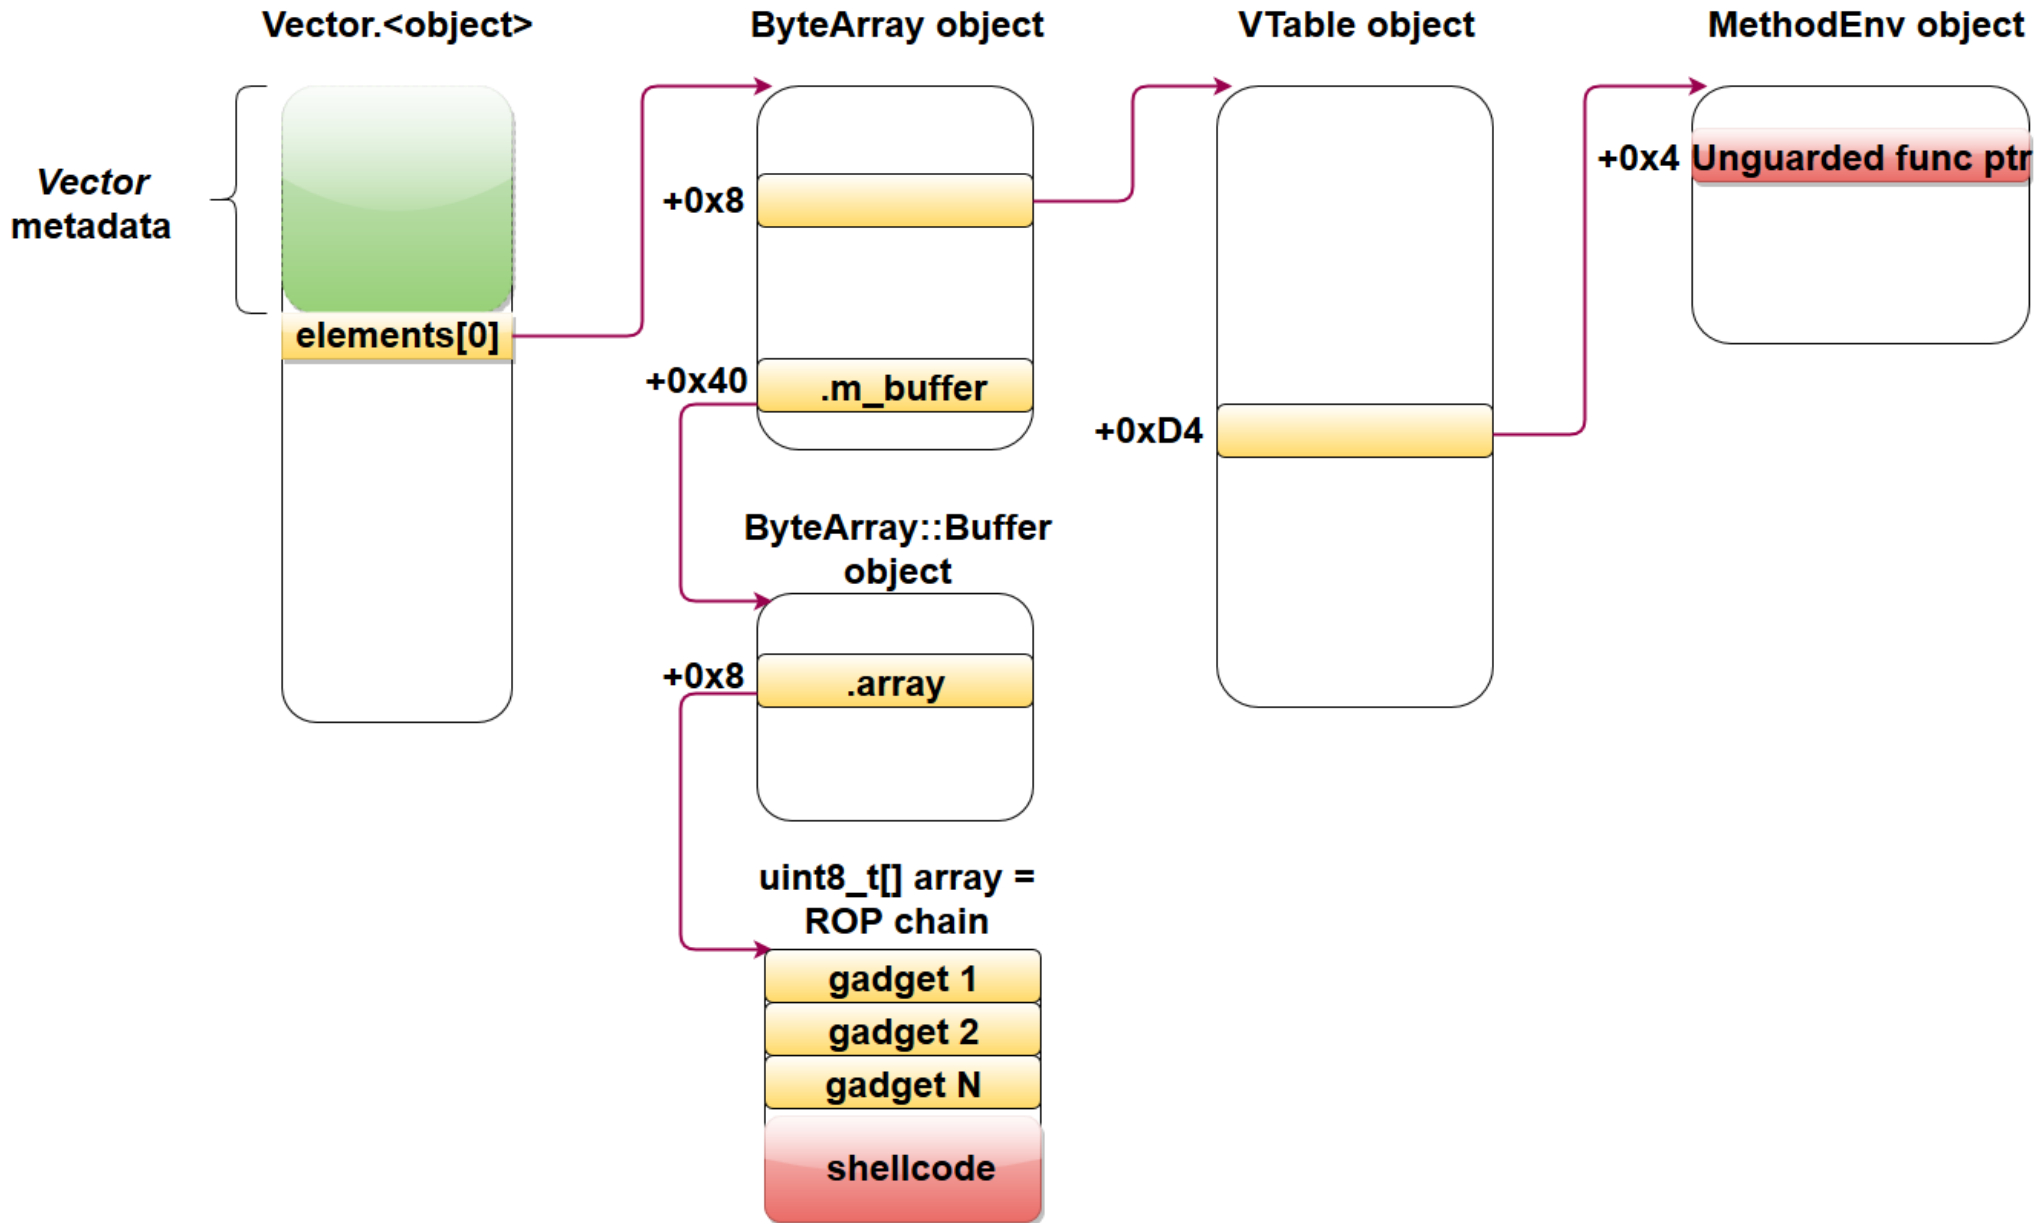 Vector.<object>
ByteArray object
VTable object
MethodEnv object
Vector
metadata
elements[0]
+0x8
+0x40
.m_buffer
+0xD4
+0x4
Unguarded func ptr
ByteArray::Buffer
object
+0x8
.array
uint8_t[] array =
ROP chain
gadget 1
gadget 2
gadget N
shellcode